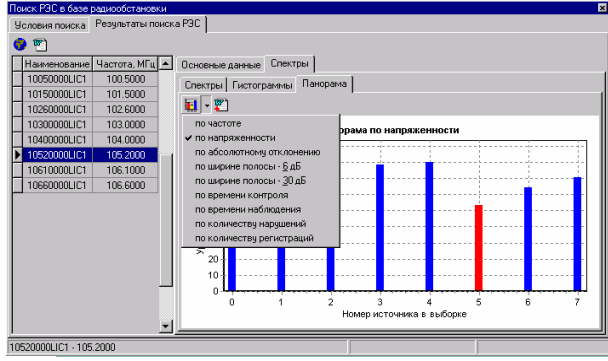 Поиск РЭС в базе радиообстановки
Условия поиска Результаты поиска РЭС
Наименование Частота, МГц
10050000LIC1 100.5000
10150000LIC1 101.5000
10260000LIC1 102.6000
10300000LIC1 103.0000
10400000LIC1 104.0000
10520000LIC1 105.2000
10610000LIC1 106.1000
10660000LIC1 106.6000
Основные данные Спектры
Спектры Гистограммы Панорама
по частоте
по напряженности
по абсолютному отклонению
по ширине полосы - 6 дБ
по ширине полосы - 30 дБ
по времени контроля
по времени наблюдения
по количеству нарушений
по количеству регистраций
орама по напряженности
20
10
0
0 1 2 3 4 5 6 7
Номер источника в выборке
10520000LIC1 - 105.2000